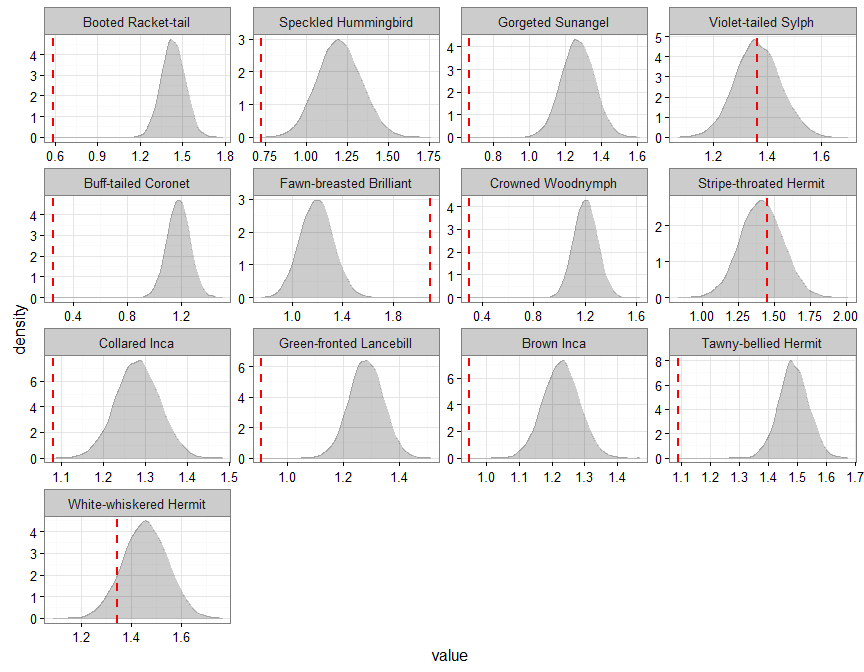 Booted Racket-tail Speckled Hummingbird Gorgeted Sunangel Violet-tailed Sylph
4 3 2 1 0
3 2 1 0
4 3 2 1 0
5 4 3 2 1 0
0.6 0.9 1.2 1.5 1.8
0.75 1.00 1.25 1.50 1.75
0.8 1.0 1.2 1.4 1.6
1.2 1.4 1.6
Buff-tailed Coronet Fawn-breasted Brilliant Crowned Woodnymph Stripe-throated Hermit
4 3 2 1 0
3 2 1 0
4 3 2 1 0
2 1 0
0.4 0.8 1.2
1.0 1.4 1.8
0.4 0.8 1.2 1.6
1.00 1.25 1.50 1.75 2.00
density
Collared Inca Green-fronted Lancebill Brown Inca Tawny-bellied Hermit
6 4 2 0
6 4 2 0
6 4 2 0
8 6 4 2 0
1.1 1.2 1.3 1.4 1.5
1.0 1.2 1.4
1.0 1.1 1.2 1.3 1.4
1.1 1.2 1.3 1.4 1.5 1.6 1.7
White-whiskered Hermit
4 3 2 1 0
1.2 1.4 1.6
value